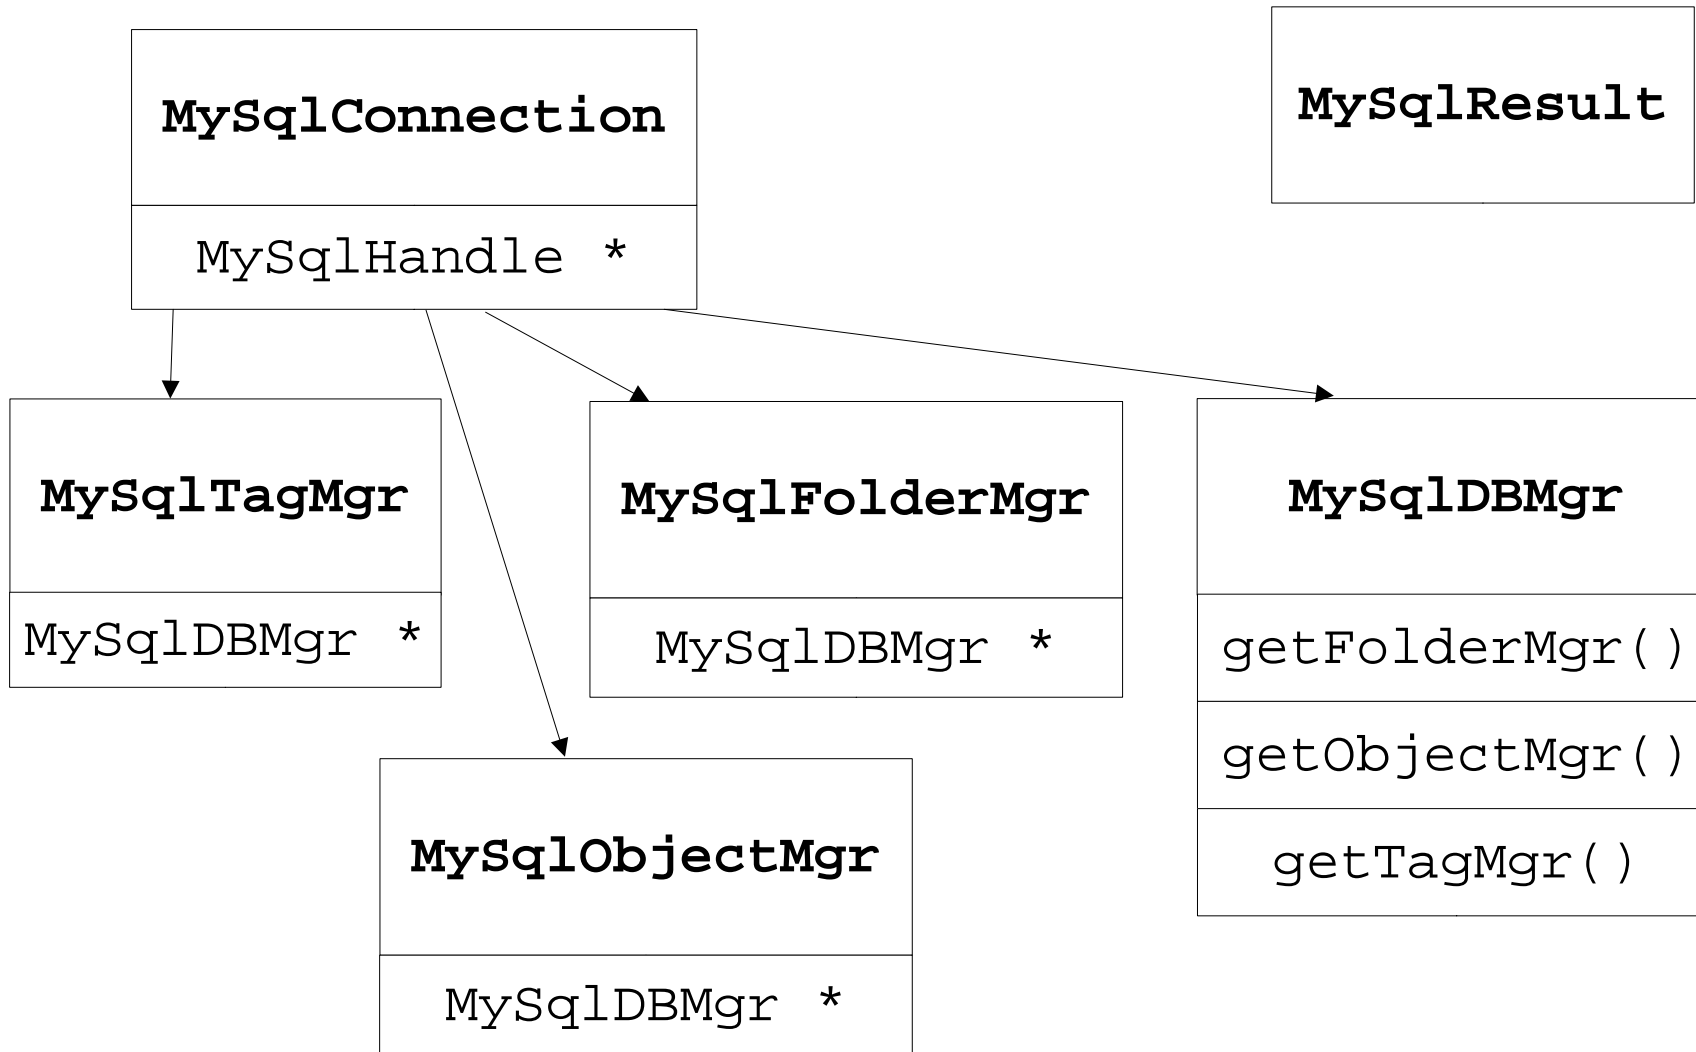 MySqlConnection
MySqlHandle *
MySqlResult
MySqlTagMgr
MySqlDBMgr *
MySqlFolderMgr
MySqlDBMgr *
MySqlDBMgr
getFolderMgr()
getObjectMgr()
getTagMgr()
MySqlObjectMgr
MySqlDBMgr *